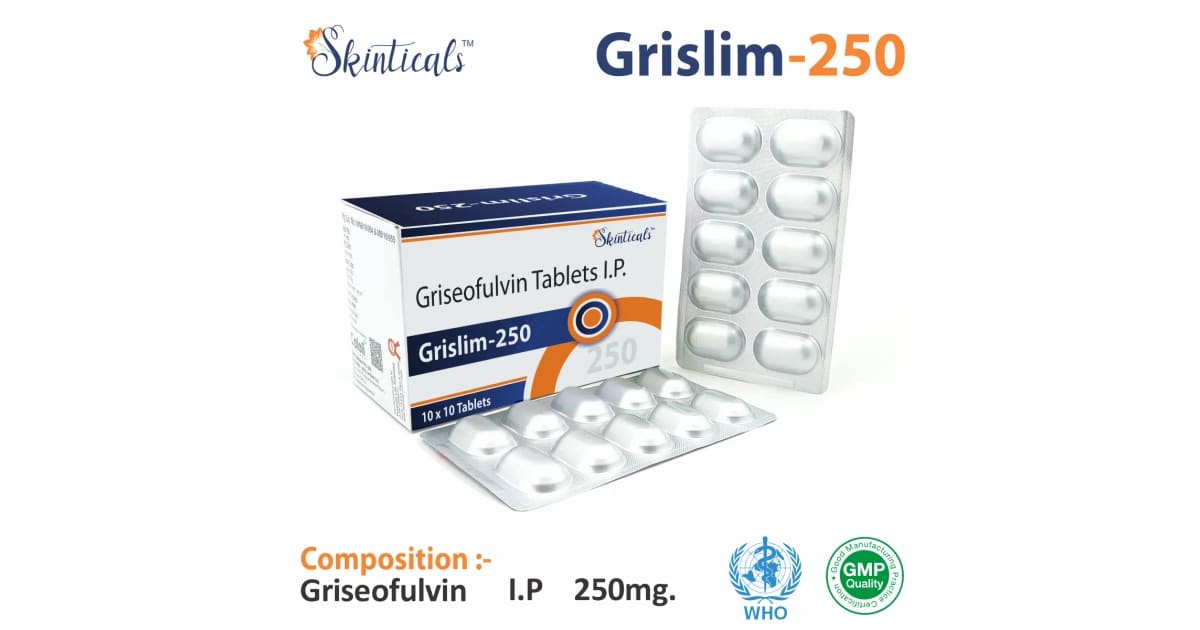 Skinticals™
Grislim-250
Grislim-250
Skinticals™
Griseofulvin Tablets I.P.
Grislim-250
250
10 x 10 Tablets
Composition :-
Griseofulvin I.P 250mg.
WHO
Good Manufacturing Practice Certification
GMP
Quality